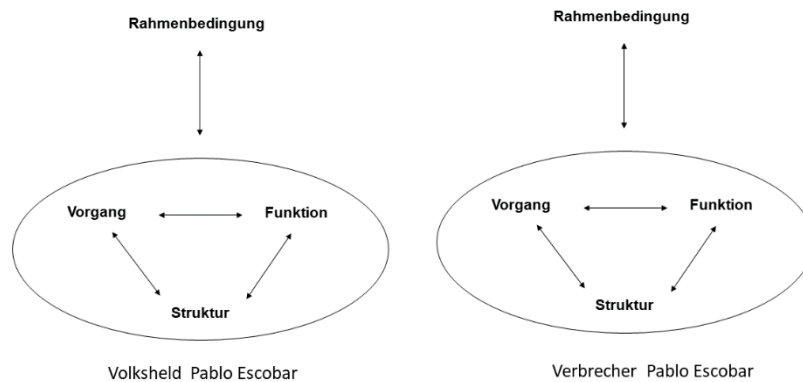 Rahmenbedingung
Vorgang
Funktion
Struktur
Volksheld Pablo Escobar
Rahmenbedingung
Vorgang
Funktion
Struktur
Verbrecher Pablo Escobar